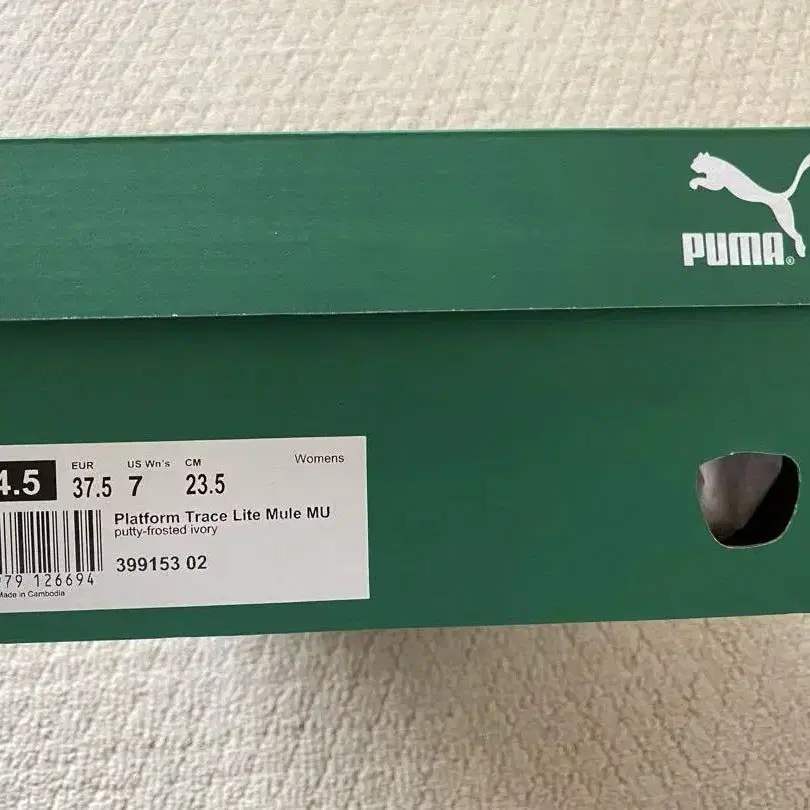 PUMA®
4.5 EUR 37.5 US Wn's 7 CM 23.5 Womens
Platform Trace Lite Mule MU
putty-frosted ivory
399153 02
79 126694
Made in Cambodia